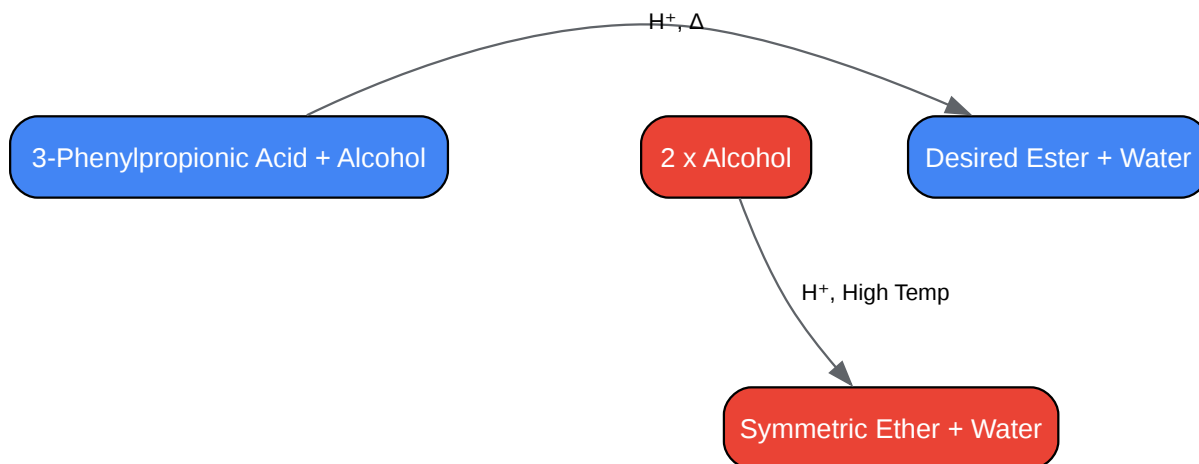 H⁺, Δ
3-Phenylpropionic Acid + Alcohol
2 x Alcohol
Desired Ester + Water
H⁺, High Temp
Symmetric Ether + Water